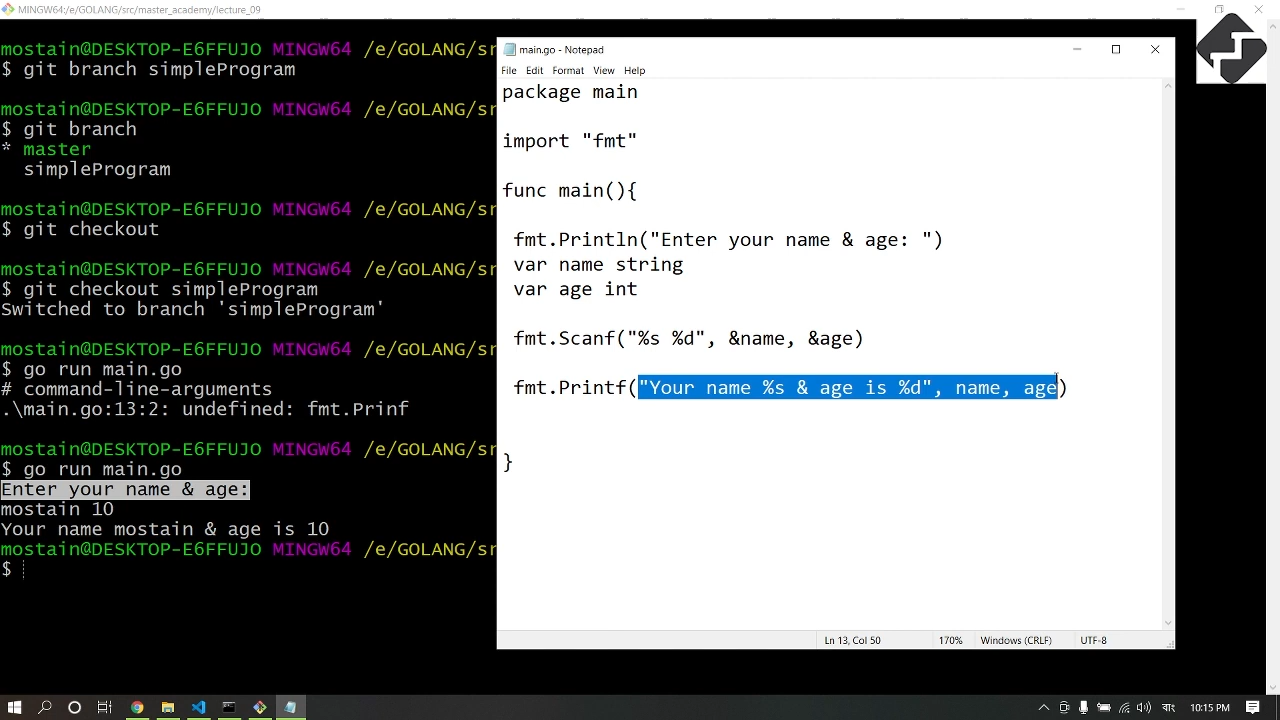 MINGW64:/e/GOLANG/src/master_academy/lecture_09
mostain@DESKTOP-E6FFUJO MINGW64 /e/GOLANG/sr
$ git branch simpleProgram
mostain@DESKTOP-E6FFUJO MINGW64 /e/GOLANG/sr
$ git branch
* master
simpleProgram
mostain@DESKTOP-E6FFUJO MINGW64 /e/GOLANG/sr
$ git checkout
mostain@DESKTOP-E6FFUJO MINGW64 /e/GOLANG/sr
$ git checkout simpleProgram
Switched to branch 'simpleProgram'
mostain@DESKTOP-E6FFUJO MINGW64 /e/GOLANG/sr
$ go run main.go
# command-line-arguments
.\main.go:13:2: undefined: fmt.Prinf
mostain@DESKTOP-E6FFUJO MINGW64 /e/GOLANG/sr
$ go run main.go
Enter your name & age:
mostain 10
Your name mostain & age is 10
mostain@DESKTOP-E6FFUJO MINGW64 /e/GOLANG/sr
$
main.go - Notepad
File Edit Format View Help
package main
import "fmt"
func main(){
fmt.Println("Enter your name & age: ")
var name string
var age int
fmt.Scanf("%s %d", &name, &age)
fmt.Printf("Your name %s & age is %d", name, age)
}
Ln 13, Col 50 170% Windows (CRLF) UTF-8
10:15 PM